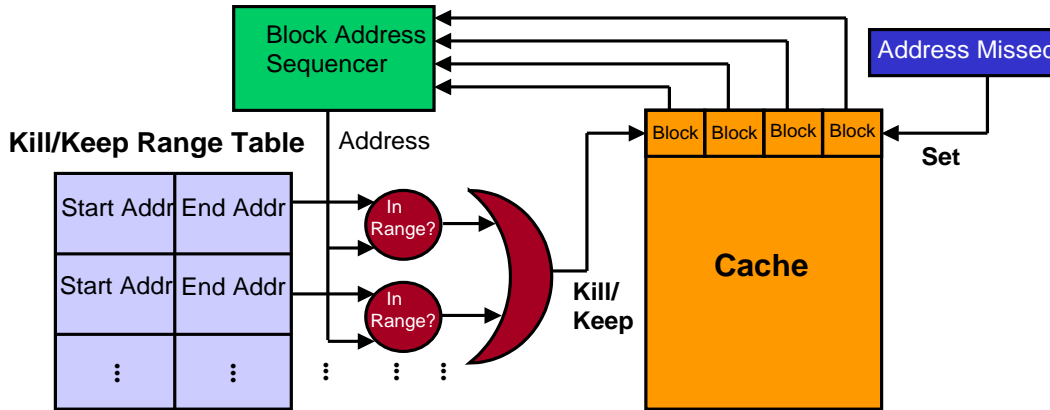 Block Address
Sequencer
Address Missed
Kill/Keep Range Table
Address
Block Block Block Block
Set
Start Addr End Addr
In
Range?
Cache
Start Addr End Addr
In
Range?
Kill/
Keep